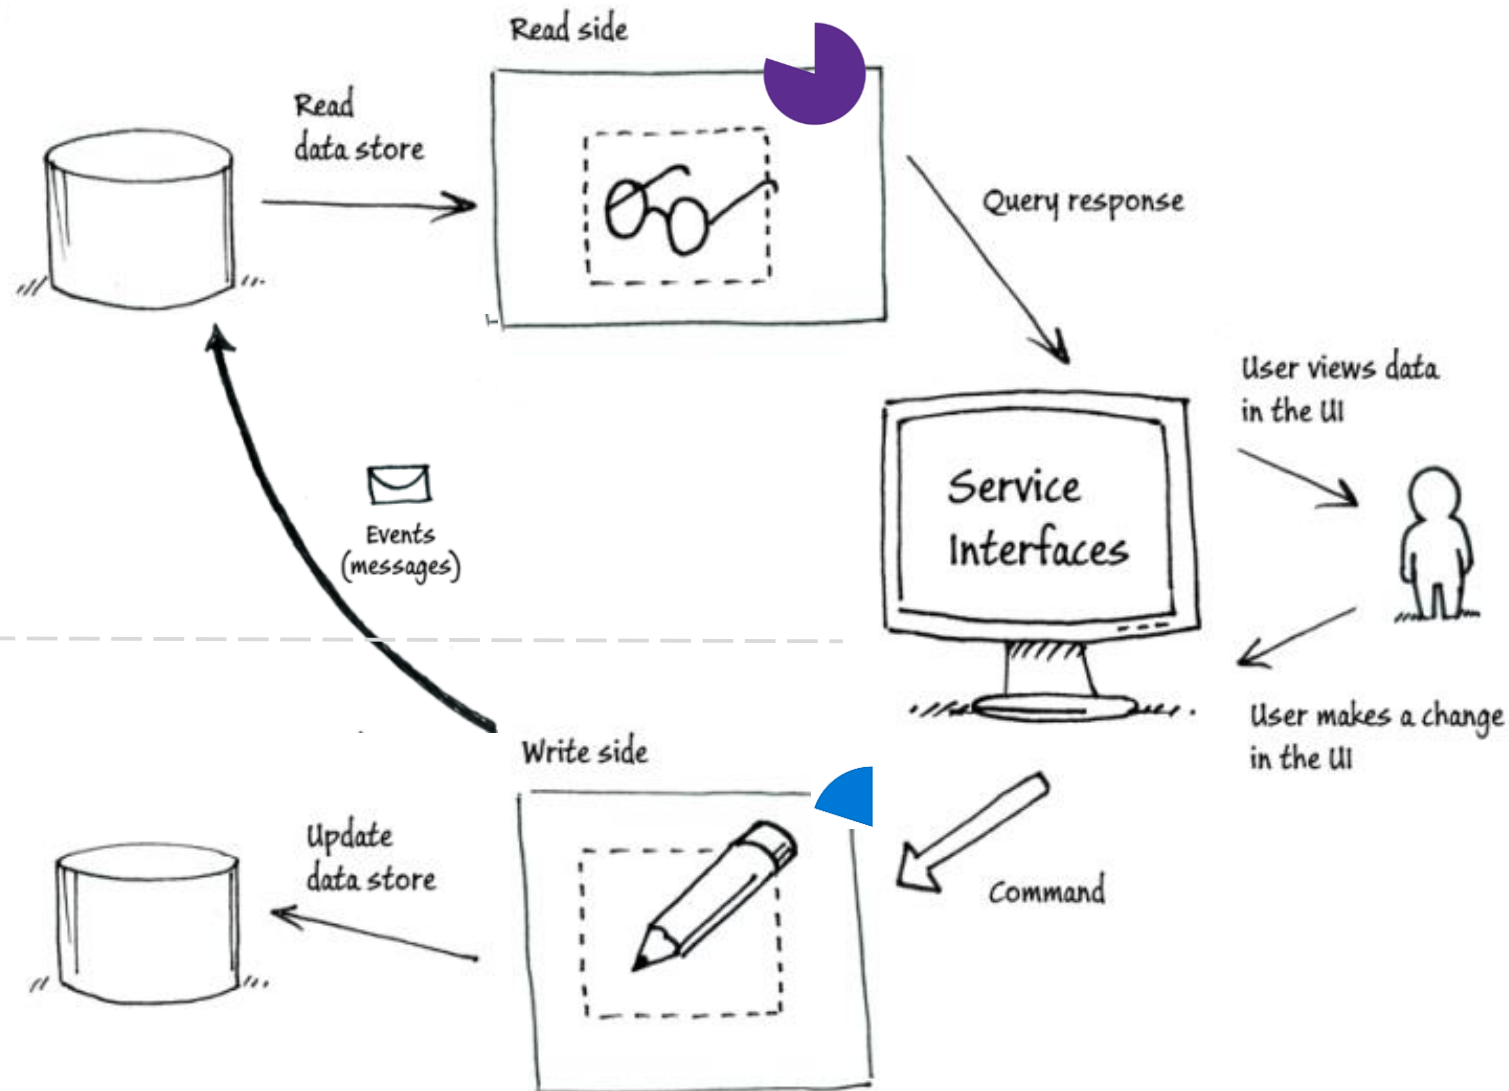 Read side
Read
data store
Query response
User views data
in the UI
Service
Interfaces
Events
(messages)
User makes a change
in the UI
Write side
Update
data store
Command